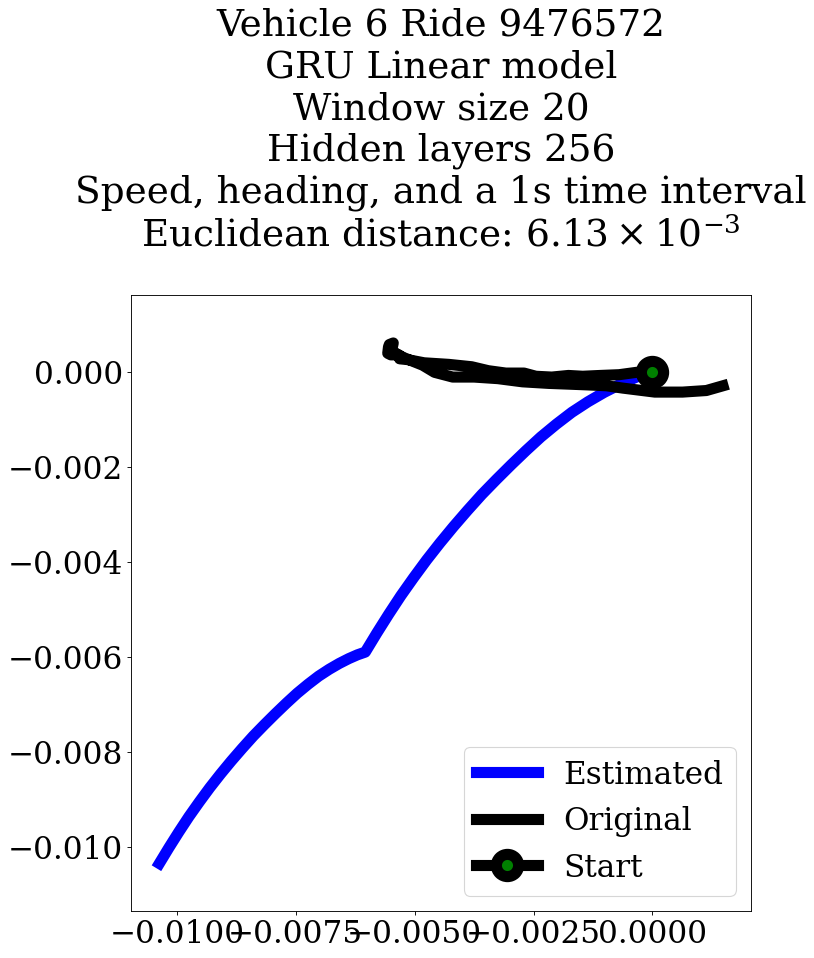 Vehicle 6 Ride 9476572
GRU Linear model
Window size 20
Hidden layers 256
Speed, heading, and a 1s time interval
Euclidean distance: 6.13 × 10⁻³
0.000
−0.002
−0.004
−0.006
−0.008
−0.010
Estimated
Original
Start
−0.0100 −0.0075 −0.0050 −0.0025 0.0000